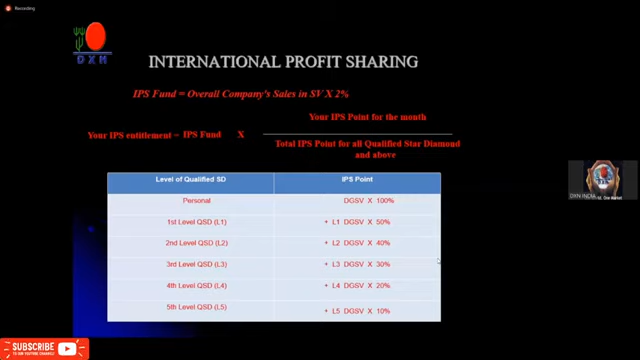 Recording
DXN
INTERNATIONAL PROFIT SHARING
IPS Fund = Overall Company's Sales in SV X 2%
Your IPS entitlement = IPS Fund X
Your IPS Point for the month
Total IPS Point for all Qualified Star Diamond
and above
Level of Qualified SD IPS Point
Personal DGSV X 100%
1st Level QSD (L1) + L1 DGSV X 50%
2nd Level QSD (L2) + L2 DGSV X 40%
3rd Level QSD (L3) + L3 DGSV X 30%
4th Level QSD (L4) + L4 DGSV X 20%
5th Level QSD (L5) + L5 DGSV X 10%
DXN INDIA
One Market
SUBSCRIBE
TO OUR YOUTUBE CHANNEL